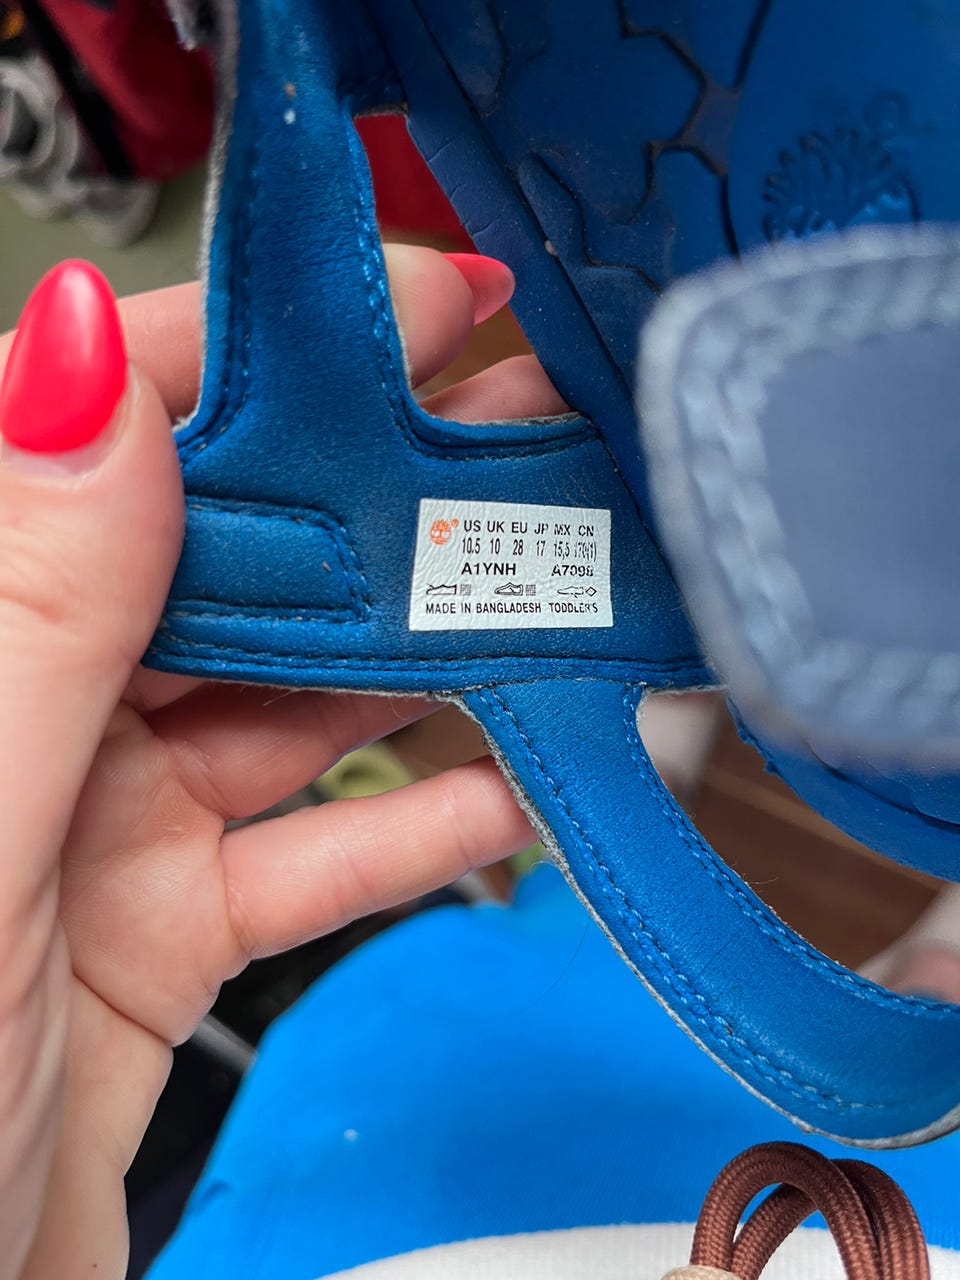 US UK EU JP MX CN
10.5 10 28 17 15,5 170(1)
A1YNH A7098
MADE IN BANGLADESH TODDLER'S